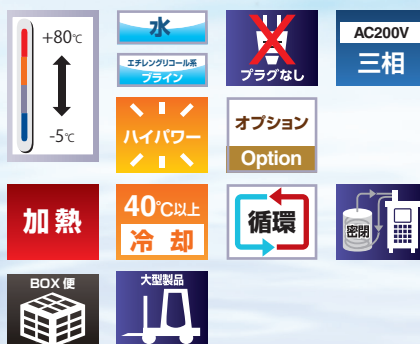 +80℃
-5℃
水
エチレングリコール系
ブライン
プラグなし
AC200V
三相
ハイパワー
オプション
Option
加熱
40℃以上
冷却
循環
密閉
BOX便
大型製品